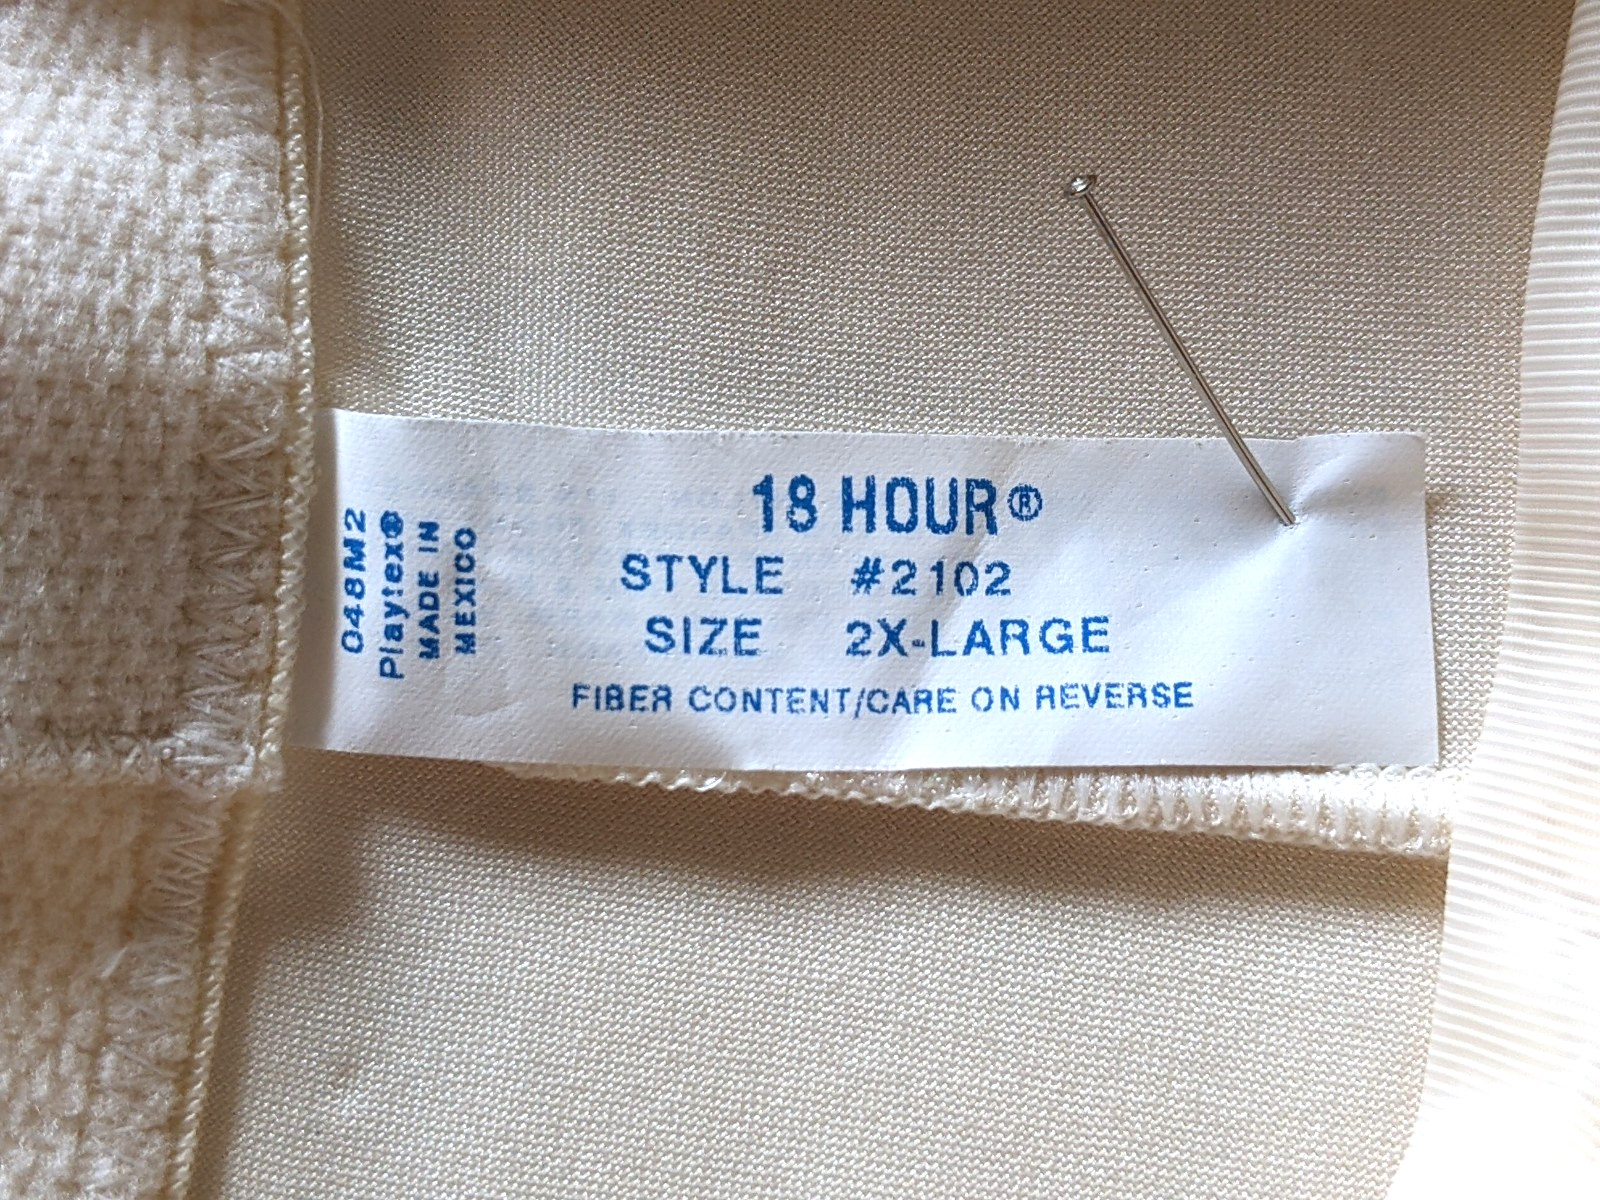 048M2
Playtex®
MADE IN
MEXICO
18 HOUR®
STYLE #2102
SIZE 2X-LARGE
FIBER CONTENT/CARE ON REVERSE